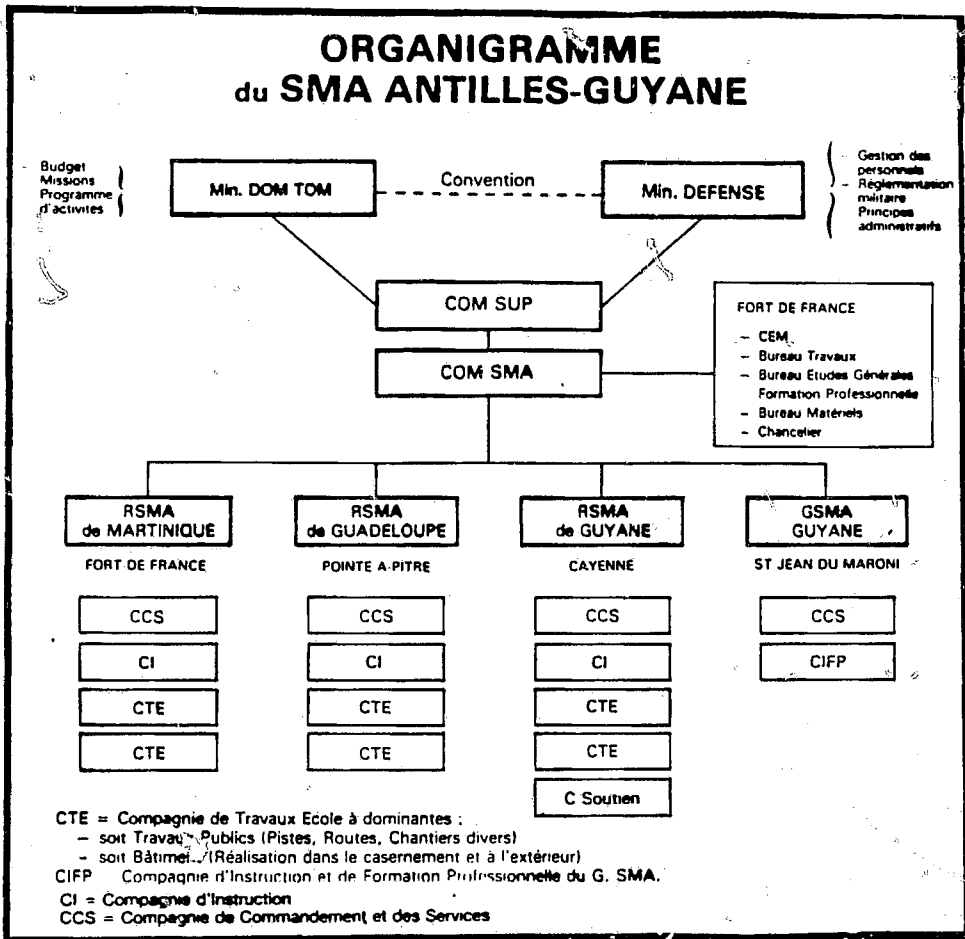 ORGANIGRAMME
du SMA ANTILLES-GUYANE
Budget
Missions
Programme
d'activités
Min. DOM TOM
Convention
Min. DEFENSE
Gestion des
personnels
- Réglementation
militaire
Principes
administratifs
COM SUP
COM SMA
FORT DE FRANCE
- CEM
- Bureau Travaux
- Bureau Etudes Générales
Formation Professionnelle
- Bureau Matériels
- Chancelier
RSMA
de MARTINIQUE
FORT DE FRANCE
CCS
CI
CTE
CTE
RSMA
de GUADELOUPE
POINTE A-PITRE
CCS
CI
CTE
CTE
RSMA
de GUYANE
CAYENNE
CCS
CI
CTE
CTE
C Soutien
GSMA
GUYANE
ST JEAN DU MARONI
CCS
CIFP
CTE = Compagnie de Travaux Ecole à dominantes :
- soit Travaux Publics (Pistes, Routes, Chantiers divers)
- soit (Réalisation dans le casernement et à l'extérieur)
CIFP Compagnie d'Instruction et de Formation Professionnelle du G. SMA.
CI = Compagnie d'Instruction
CCS = Compagnie de Commandement et des Services